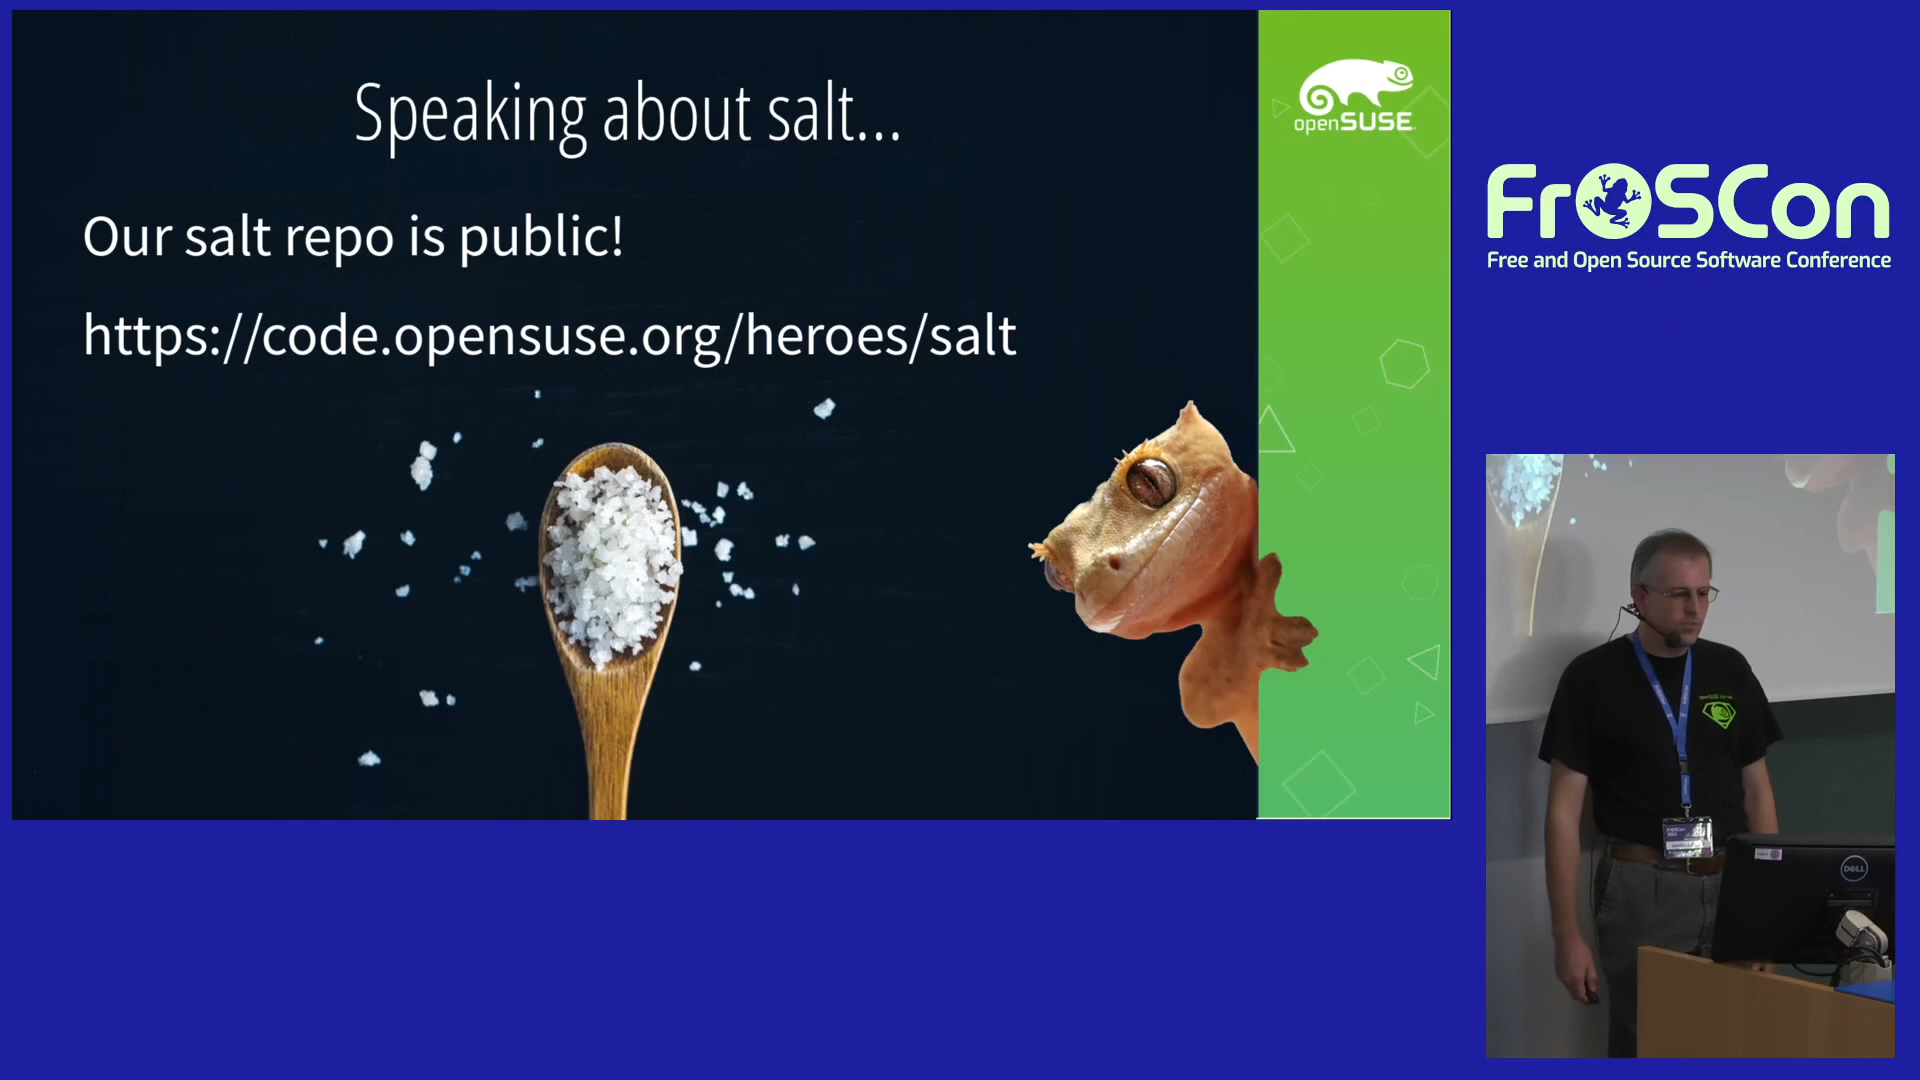 Speaking about salt...
Our salt repo is public!
https://code.opensuse.org/heroes/salt
openSUSE
FrOSCon
Free and Open Source Software Conference
DELL